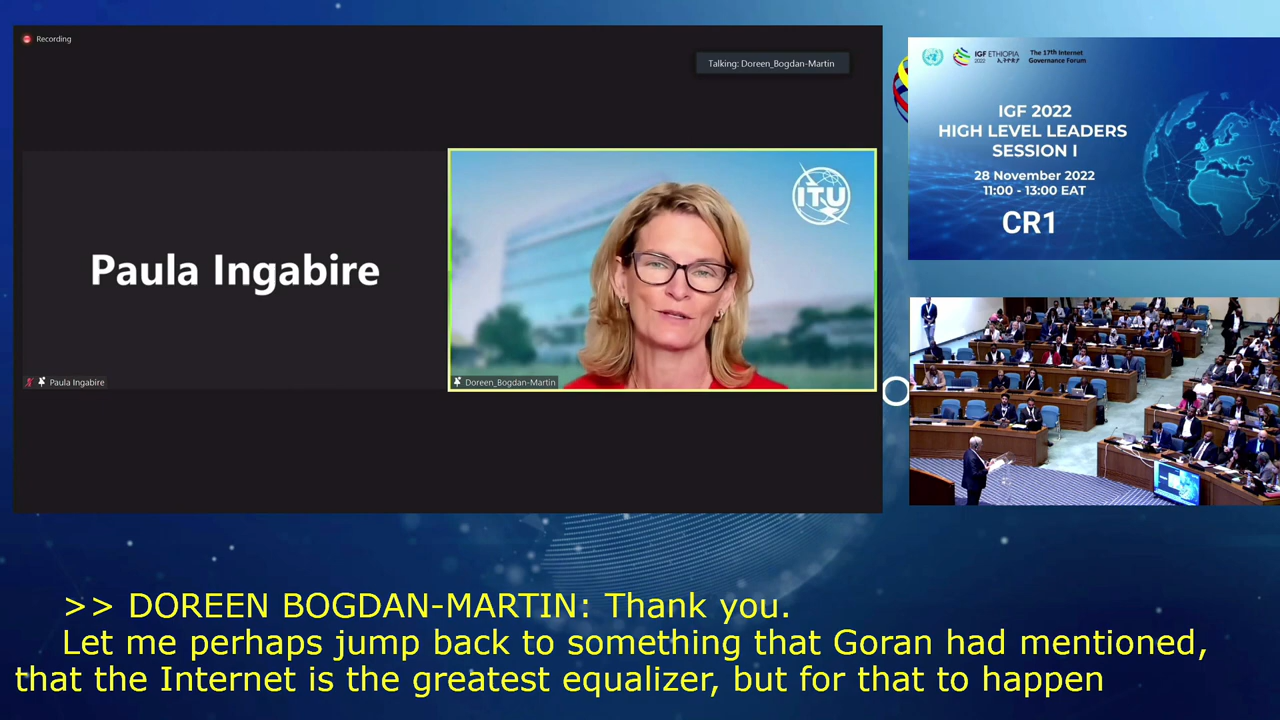 Recording
Talking: Doreen_Bogdan-Martin
Paula Ingabire
Paula Ingabire
ITU
Doreen_Bogdan-Martin
IGF ETHIOPIA
2022 ኢትዮጵያ
The 17th Internet
Governance Forum
IGF 2022
HIGH LEVEL LEADERS
SESSION I
28 November 2022
11:00 - 13:00 EAT
CR1
>> DOREEN BOGDAN-MARTIN: Thank you.
Let me perhaps jump back to something that Goran had mentioned,
that the Internet is the greatest equalizer, but for that to happen